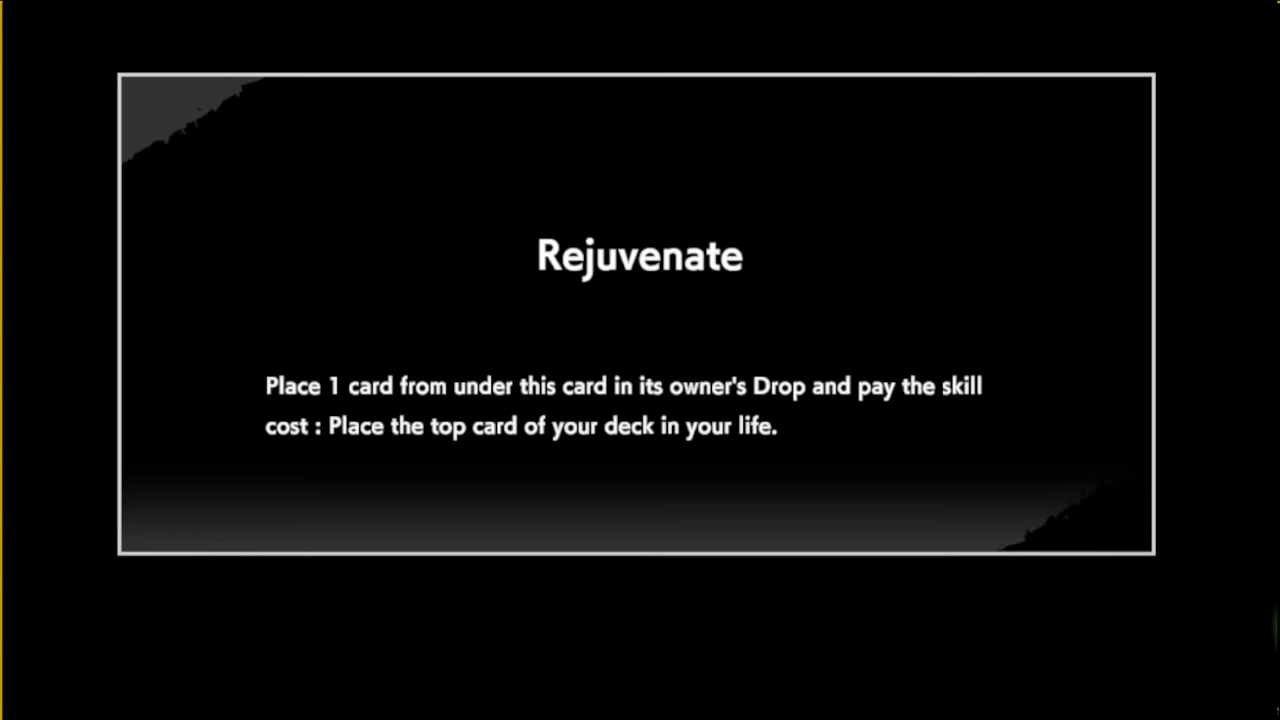 Rejuvenate
Place 1 card from under this card in its owner's Drop and pay the skill
cost : Place the top card of your deck in your life.